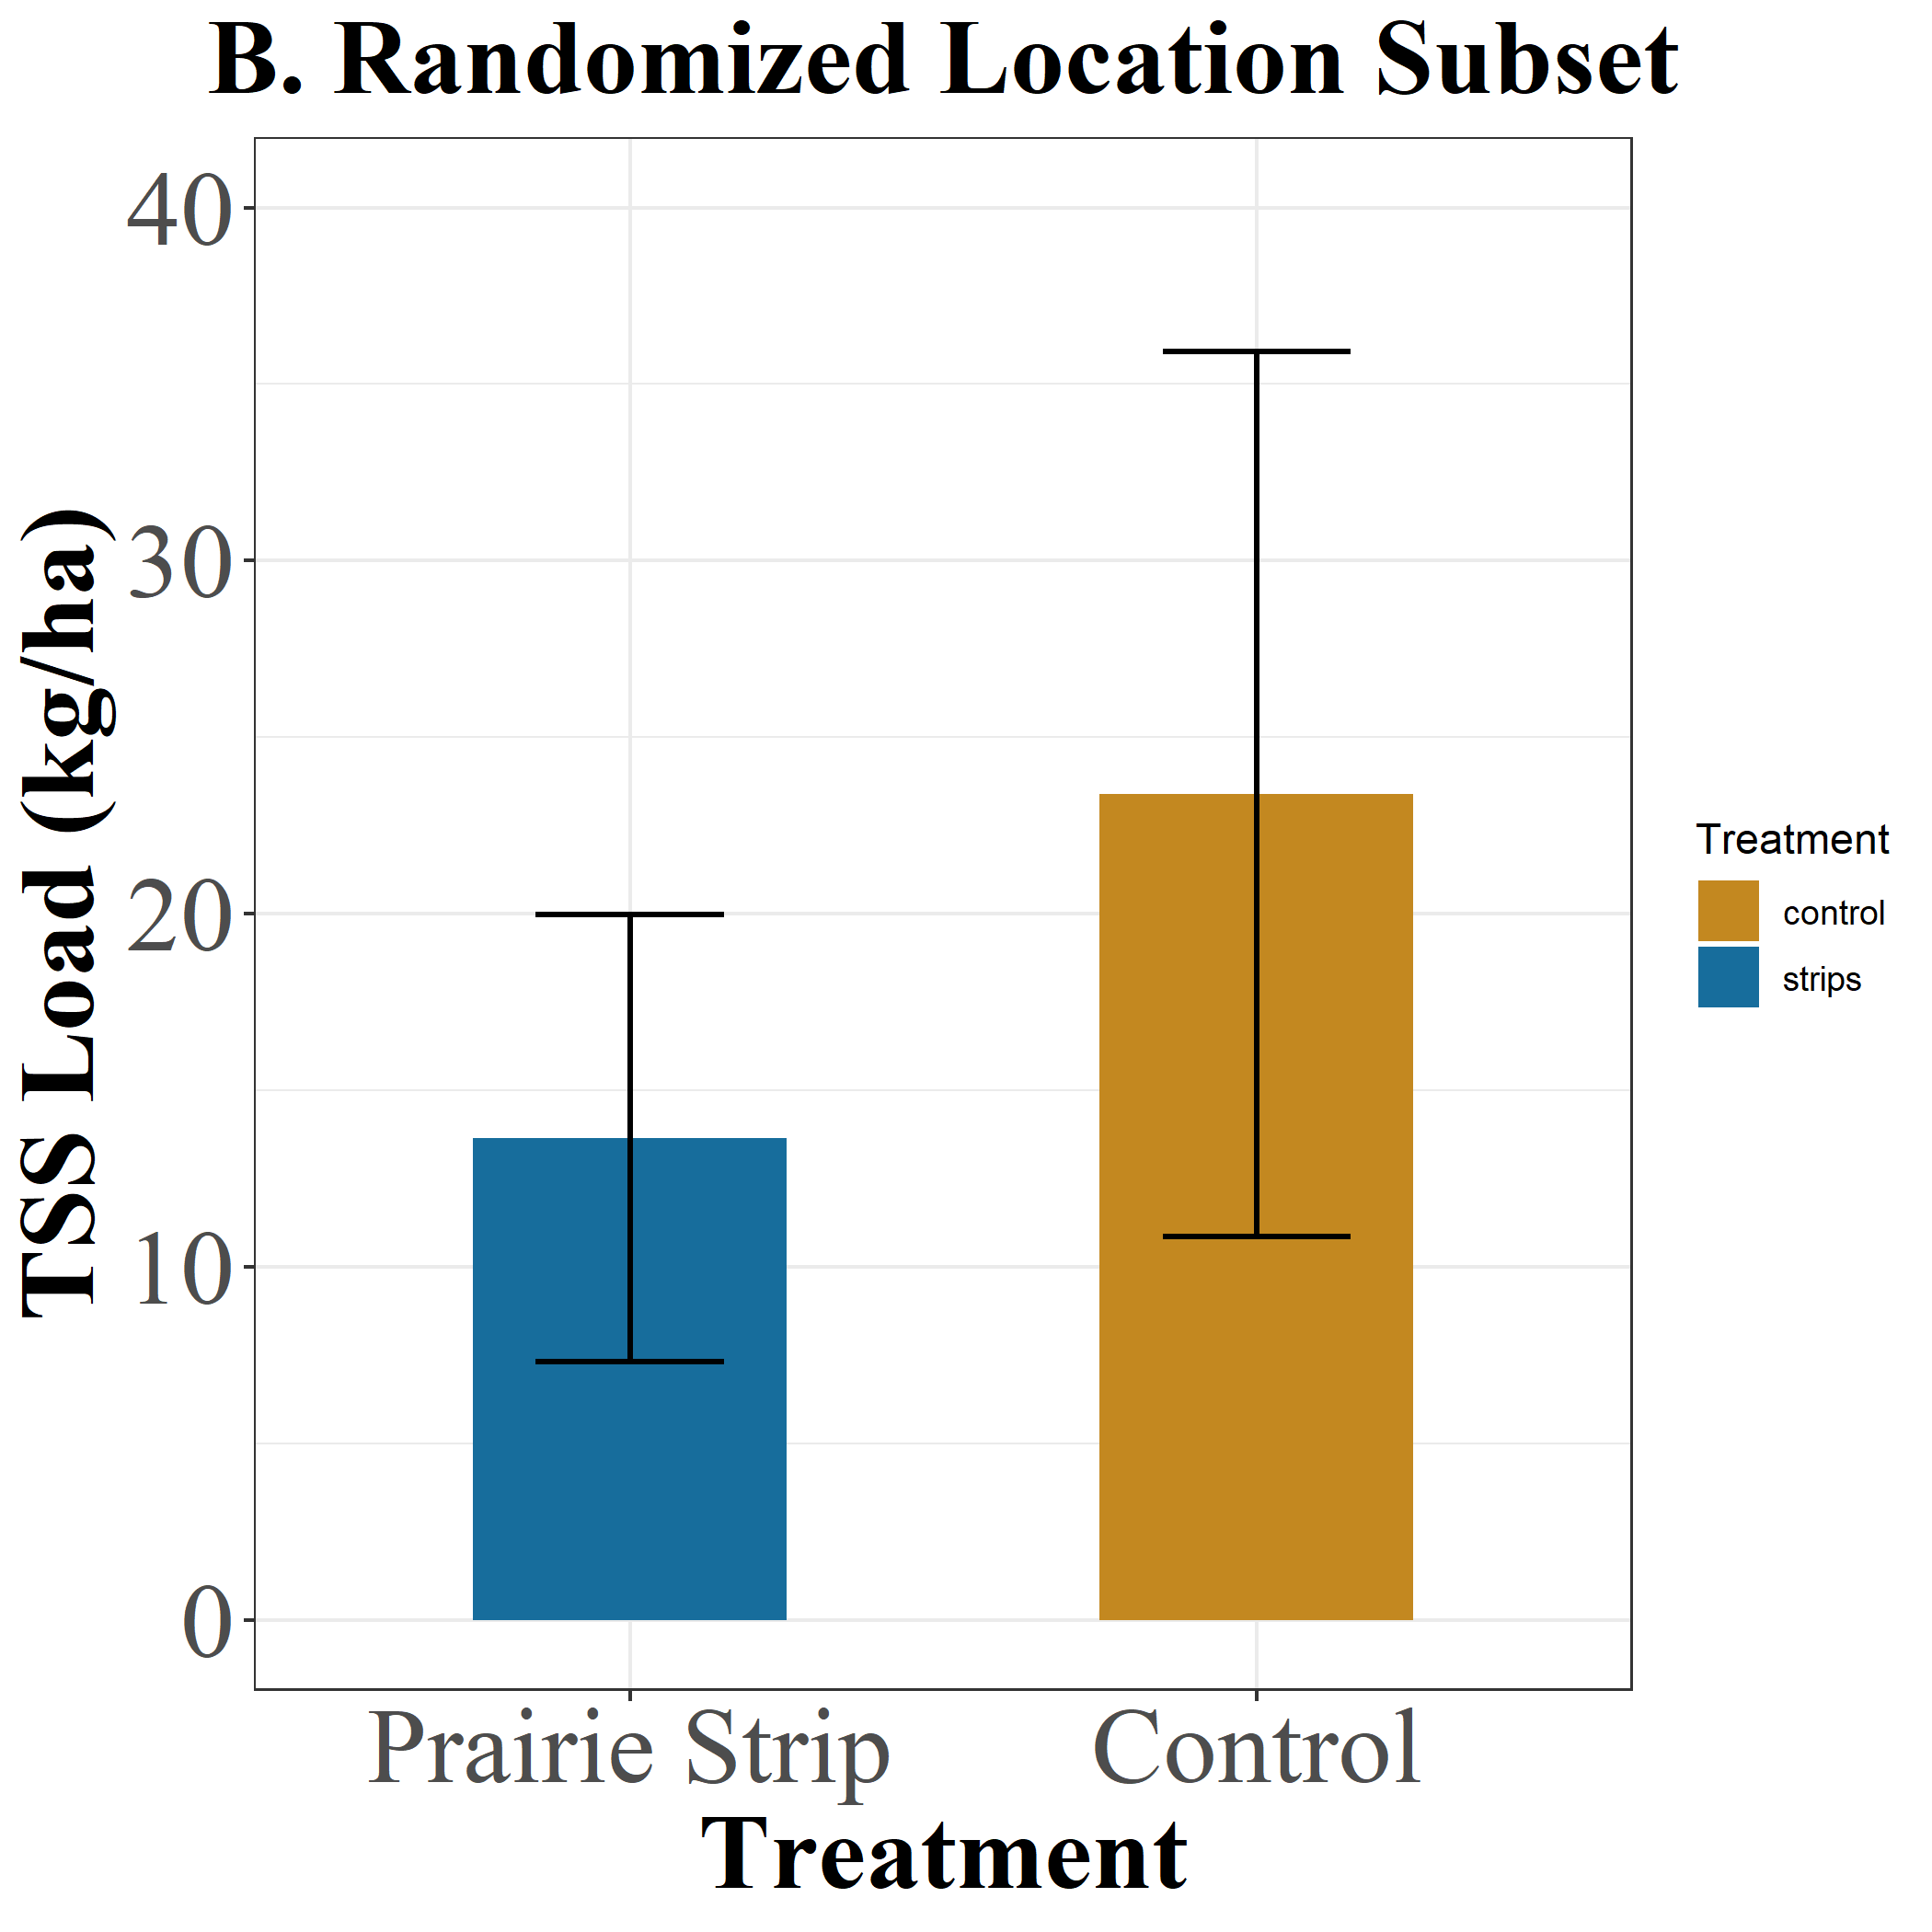 B. Randomized Location Subset
TSS Load (kg/ha)
40
30
20
10
0
Prairie Strip
Control
Treatment
Treatment
control
strips